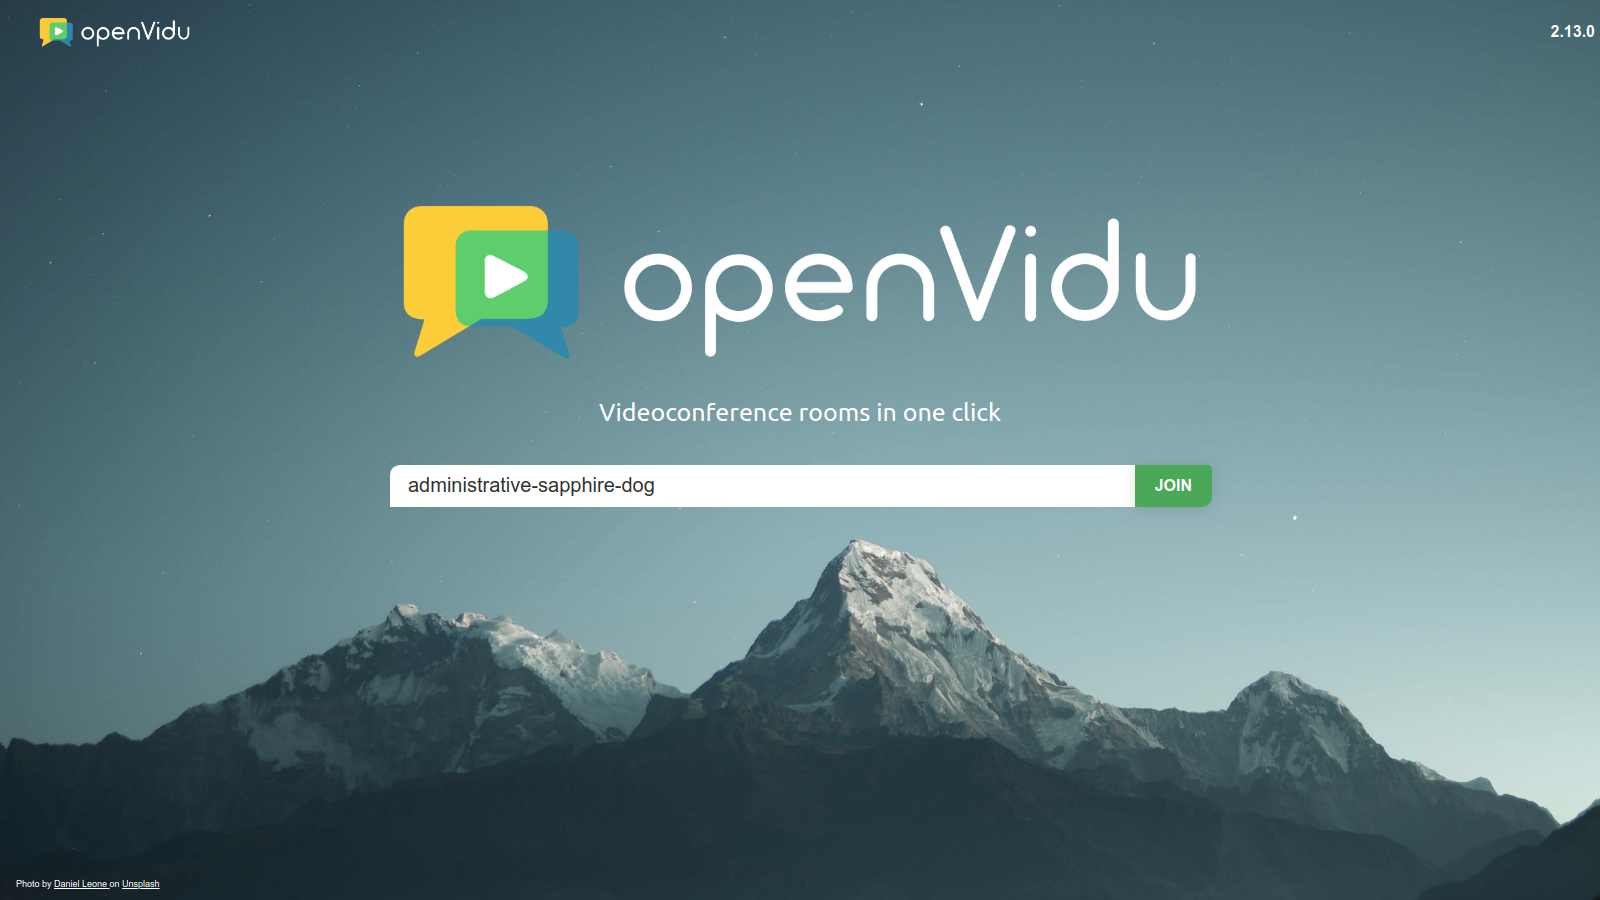 openVidu
2.13.0
openVidu
Videoconference rooms in one click
administrative-sapphire-dog
JOIN
Photo by Daniel Leone on Unsplash